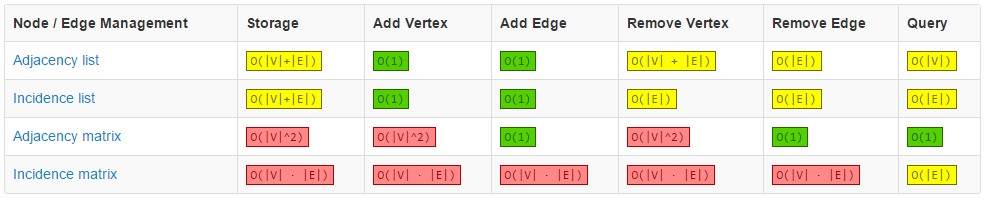 Node / Edge Management Storage Add Vertex Add Edge Remove Vertex Remove Edge Query
Adjacency list O(|V|+|E|) O(1) O(1) O(|V| + |E|) O(|E|) O(|V|)
Incidence list O(|V|+|E|) O(1) O(1) O(|E|) O(|E|) O(|E|)
Adjacency matrix O(|V|^2) O(|V|^2) O(1) O(|V|^2) O(1) O(1)
Incidence matrix O(|V| · |E|) O(|V| · |E|) O(|V| · |E|) O(|V| · |E|) O(|V| · |E|) O(|E|)